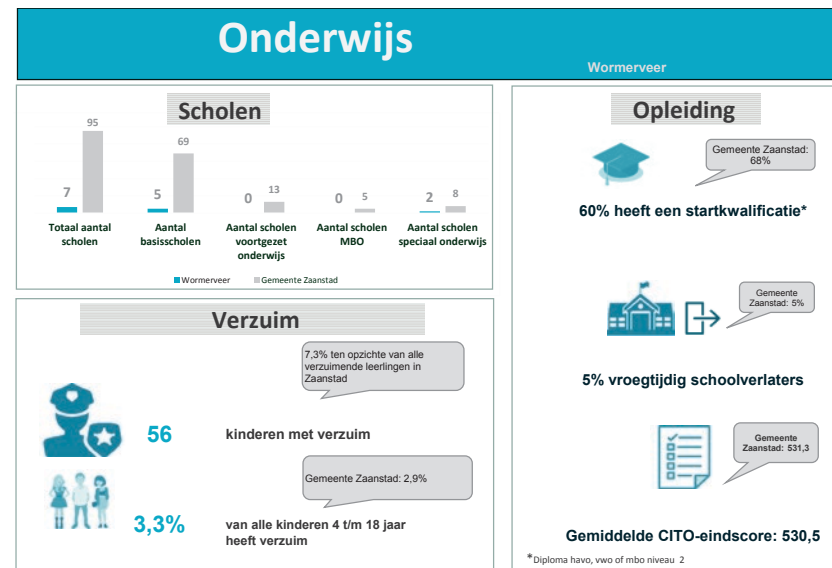 Onderwijs
Wormerveer
Scholen
95
69
7
5
0
13
0
5
2
8
Totaal aantal
scholen
Aantal
basisscholen
Aantal scholen
voortgezet
onderwijs
Aantal scholen
MBO
Aantal scholen
speciaal onderwijs
Wormerveer
Gemeente Zaanstad
Verzuim
7,3% ten opzichte van alle
verzuimende leerlingen in
Zaanstad
56
kinderen met verzuim
Gemeente Zaanstad: 2,9%
3,3%
van alle kinderen 4 t/m 18 jaar
heeft verzuim
Opleiding
Gemeente Zaanstad:
68%
60% heeft een startkwalificatie*
Gemeente
Zaanstad: 5%
5% vroegtijdig schoolverlaters
Gemeente
Zaanstad: 531,3
Gemiddelde CITO-eindscore: 530,5
*Diploma havo, vwo of mbo niveau 2